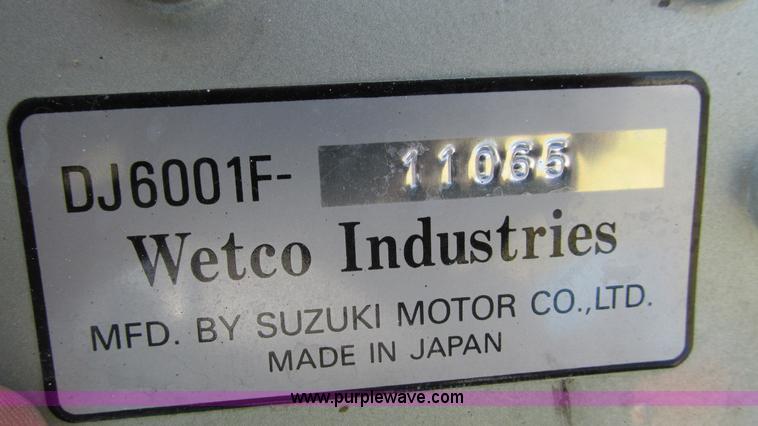 DJ6001F- 11065
Wetco Industries
MFD. BY SUZUKI MOTOR CO.,LTD.
MADE IN JAPAN
www.purplewave.com